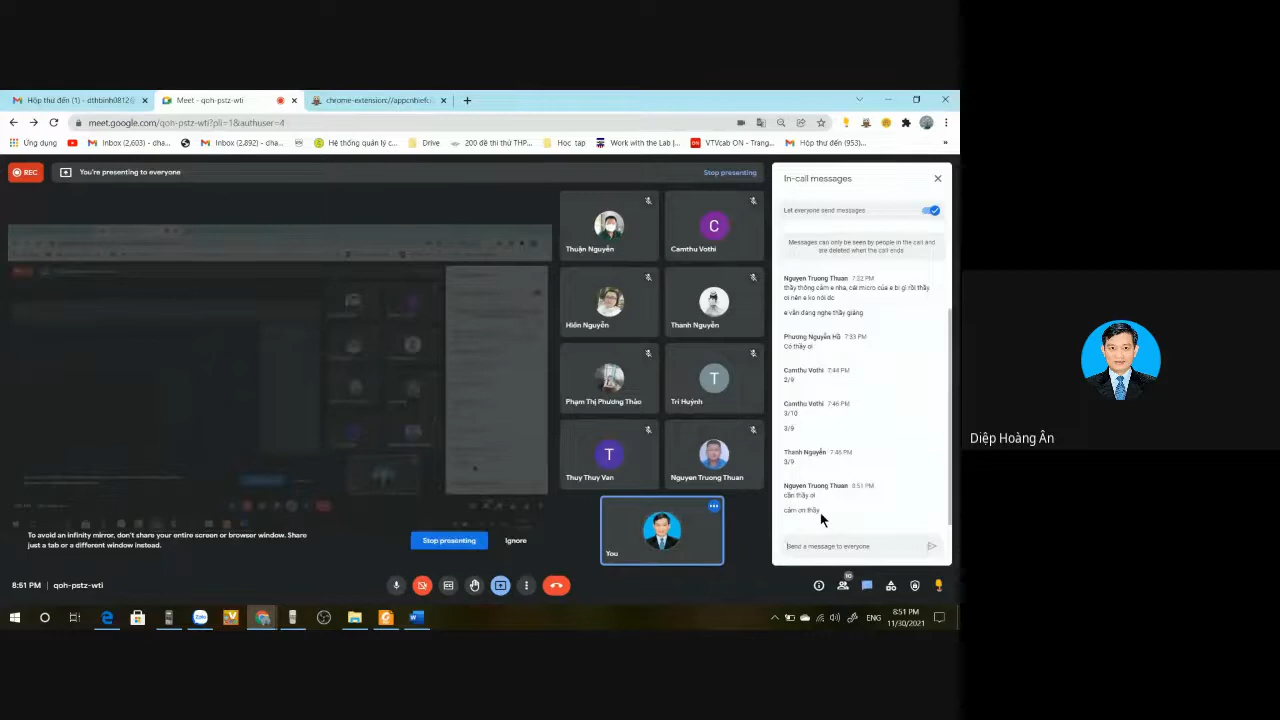 Hộp thư đến (1) - dthbinh0812@
Meet - qoh-pstz-wti
chrome-extension://appcnhiefc
meet.google.com/qoh-pstz-wti?pli=1&authuser=4
Ứng dụng
Inbox (2,603) - dha...
Inbox (2,892) - dha...
Hệ thống quản lý c...
Drive
200 đề thi thử THP...
Học tập
Work with the Lab |...
VTVcab ON - Trang...
Hộp thư đến (953)...
REC
You're presenting to everyone
Stop presenting
Thuận Nguyễn
C
Camthu Vothi
Hiền Nguyễn
Thanh Nguyễn
Phạm Thị Phương Thảo
T
Trí Huỳnh
T
Thuy Thuy Van
Nguyen Truong Thuan
You
To avoid an infinity mirror, don't share your entire screen or browser window. Share
just a tab or a different window instead.
Stop presenting
Ignore
In-call messages
Let everyone send messages
Messages can only be seen by people in the call and
are deleted when the call ends
Nguyen Truong Thuan 7:32 PM
thầy thông cảm e nha, cái micro của e bị gì rồi thầy
ơi nên e ko nói dc
e vẫn đang nghe thầy giảng
Phượng Nguyễn Hồ 7:33 PM
Có thầy ơi
Camthu Vothi 7:44 PM
2/9
Camthu Vothi 7:46 PM
3/10
3/9
Thanh Nguyễn 7:46 PM
3/9
Nguyen Truong Thuan 8:51 PM
cần thầy ơi
cảm ơn thầy
Send a message to everyone
8:51 PM | qoh-pstz-wti
10
ENG
8:51 PM
11/30/2021
Zalo
Diệp Hoàng Ân